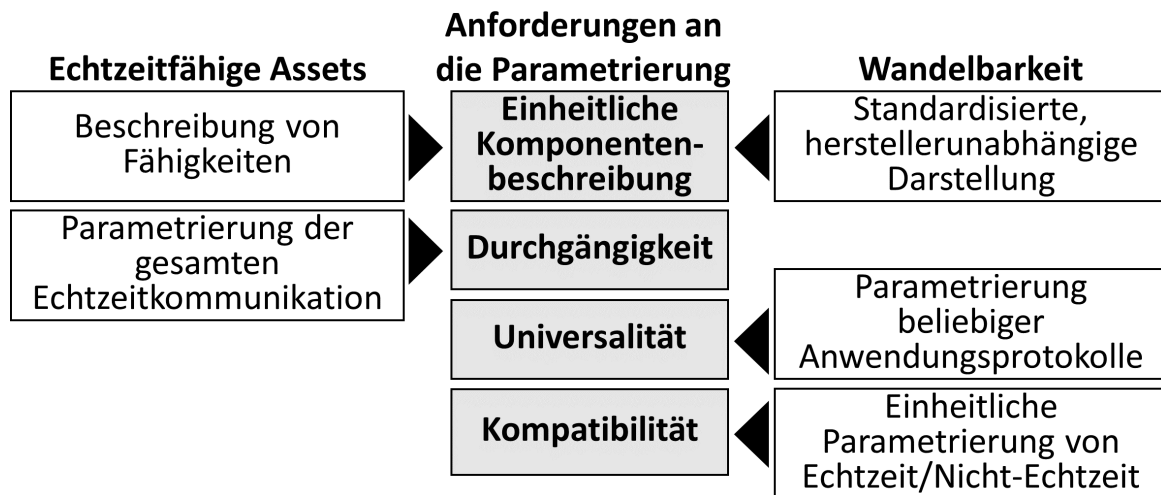 Echtzeitfähige Assets
Beschreibung von
Fähigkeiten
Parametrierung der
gesamten
Echtzeitkommunikation
Anforderungen an
die Parametrierung
Einheitliche
Komponenten-
beschreibung
Durchgängigkeit
Universalität
Kompatibilität
Wandelbarkeit
Standardisierte,
herstellerunabhängige
Darstellung
Parametrierung
beliebiger
Anwendungsprotokolle
Einheitliche
Parametrierung von
Echtzeit/Nicht-Echtzeit